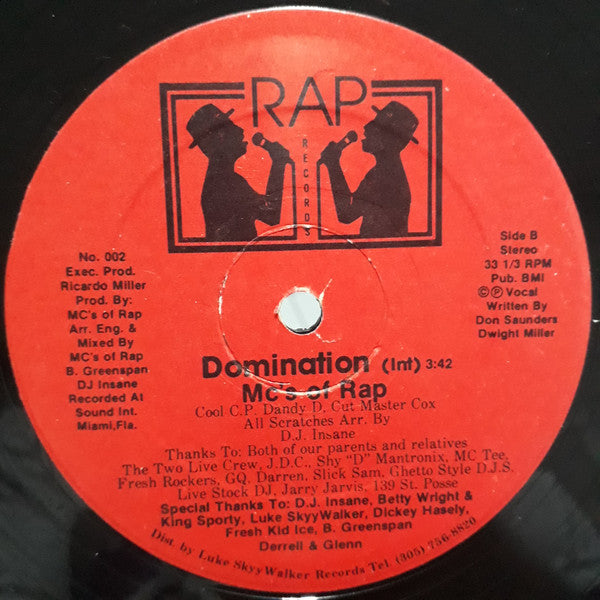 RAP
RECORDS
No. 002
Exec. Prod.
Ricardo Miller
Prod. By:
MC's of Rap
Arr. Eng. &
Mixed By
MC's of Rap
B. Greenspan
DJ Insane
Recorded At
Sound Int.
Miami,Fla.
Side B
Stereo
33 1/3 RPM
Pub. BMI
©℗ Vocal
Written By
Don Saunders
Dwight Miller
Domination (Int) 3:42
Mc's of Rap
Cool C.P. Dandy D. Cut Master Cox
All Scratches Arr. By
D.J. Insane
Thanks To: Both of our parents and relatives
The Two Live Crew, J.D.C., Shy "D" Mantronix, MC Tee,
Fresh Rockers, GQ, Darren, Slick Sam, Ghetto Style D.J.S.
Live Stock DJ, Jarry Jarvis, 139 St. Posse
Special Thanks To: D.J. Insane, Betty Wright &
King Sporty, Luke SkyyWalker, Dickey Hasely,
Fresh Kid Ice, B. Greenspan
Derrell & Glenn
Dist. by Luke SkyyWalker Records Tel. (305) 756-8820